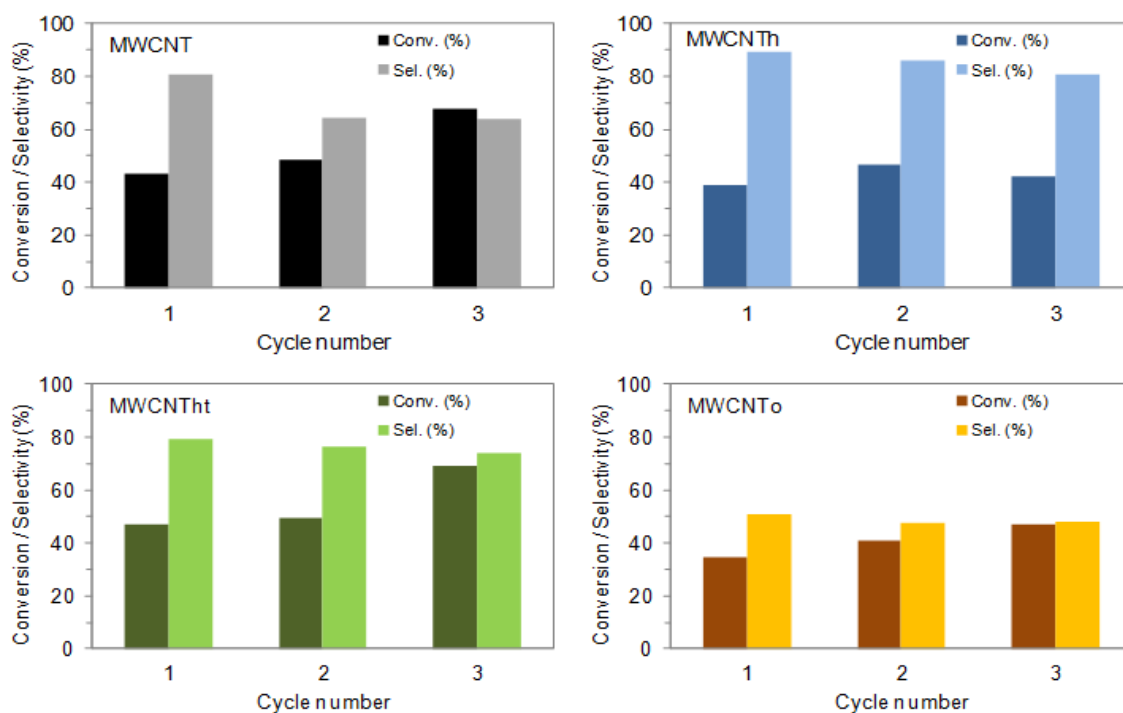 MWCNT
Conv. (%)
Sel. (%)
Conversion / Selectivity (%)
100
80
60
40
20
0
1 2 3
Cycle number
MWCNTh
Conv. (%)
Sel. (%)
Conversion / Selectivity (%)
100
80
60
40
20
0
1 2 3
Cycle number
MWCNTht
Conv. (%)
Sel. (%)
Conversion / Selectivity (%)
100
80
60
40
20
0
1 2 3
Cycle number
MWCNTo
Conv. (%)
Sel. (%)
Conversion / Selectivity (%)
100
80
60
40
20
0
1 2 3
Cycle number